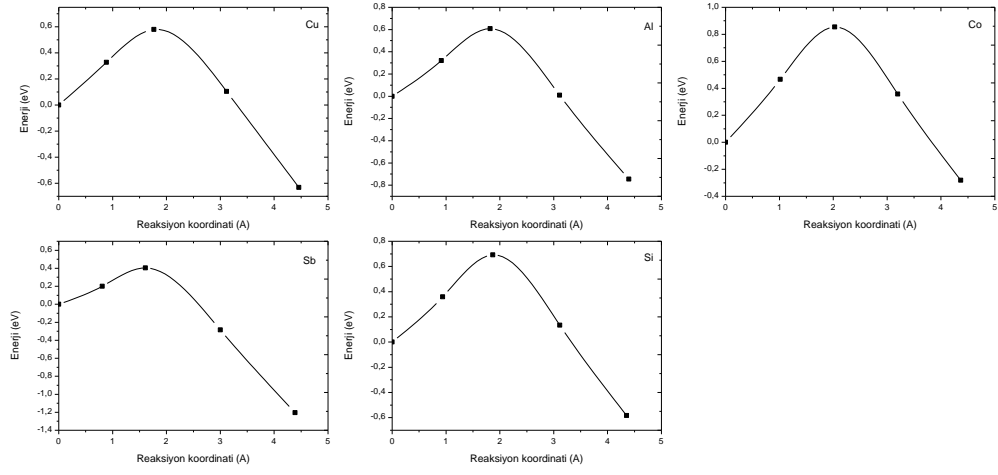 Cu
Enerji (eV)
0,6
0,4
0,2
0,0
-0,2
-0,4
-0,6
0 1 2 3 4 5
Reaksiyon koordinati (A)
Al
Enerji (eV)
0,8
0,6
0,4
0,2
0,0
-0,2
-0,4
-0,6
-0,8
0 1 2 3 4 5
Reaksiyon koordinati (A)
Co
Enerji (eV)
1,0
0,8
0,6
0,4
0,2
0,0
-0,2
-0,4
0 1 2 3 4 5
Reaksiyon koordinati (A)
Sb
Enerji (eV)
0,6
0,4
0,2
0,0
-0,2
-0,4
-0,6
-0,8
-1,0
-1,2
-1,4
0 1 2 3 4 5
Reaksiyon koordinati (A)
Si
Enerji (eV)
0,8
0,6
0,4
0,2
0,0
-0,2
-0,4
-0,6
0 1 2 3 4 5
Reaksiyon koordinati (A)